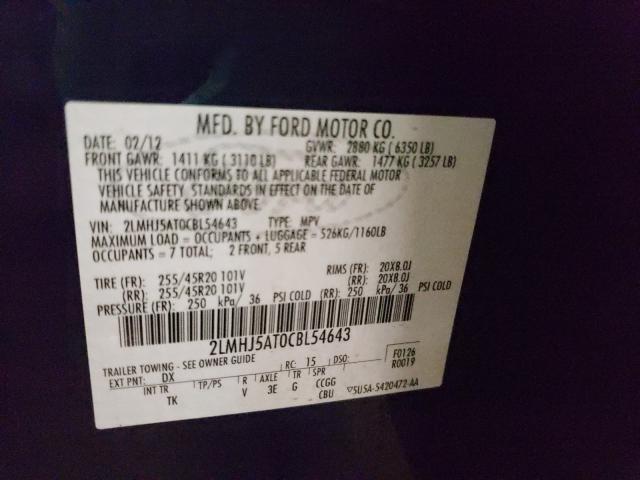 MFD. BY FORD MOTOR CO.
DATE: 02/12 GVWR: 2880 KG ( 6350 LB)
FRONT GAWR: 1411 KG ( 3110 LB) REAR GAWR: 1477 KG ( 3257 LB)
THIS VEHICLE CONFORMS TO ALL APPLICABLE FEDERAL MOTOR
VEHICLE SAFETY STANDARDS IN EFFECT ON THE DATE OF
MANUFACTURE SHOWN ABOVE.
VIN: 2LMHJ5AT0CBL54643 TYPE: MPV
MAXIMUM LOAD = OCCUPANTS + LUGGAGE = 526KG/1160LB
OCCUPANTS = 7 TOTAL; 2 FRONT, 5 REAR
TIRE (FR): 255/45R20 101V RIMS (FR): 20X8.0J
(RR): 255/45R20 101V (RR): 20X8.0J
PRESSURE (FR): 250 kPa/ 36 PSI COLD (RR): 250 kPa/ 36 PSI COLD
2LMHJ5AT0CBL54643
TRAILER TOWING - SEE OWNER GUIDE RC: 15 DSO: F0126
R0019
EXT PNT: DX
INT TR TP/PS R AXLE TR SPR
TK V 3E G CCGG
CBU 5U5A-5420472-AA